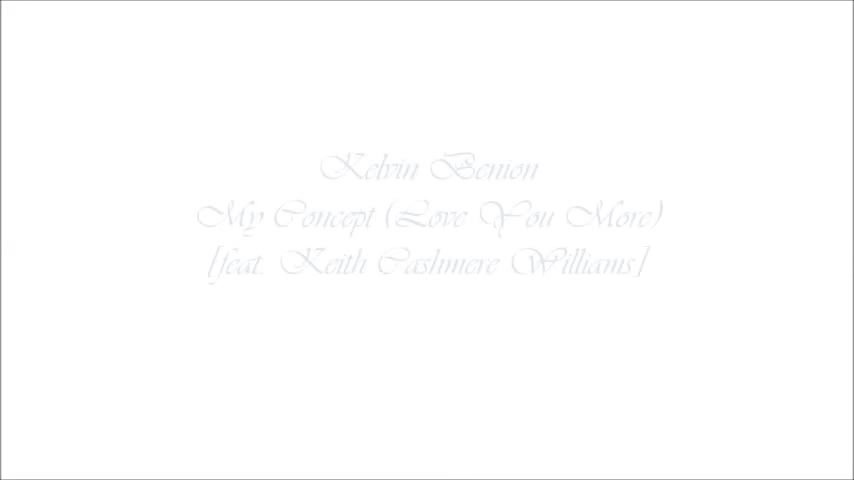 Kelvin Benion
My Concept (Love You More)
[feat. Keith Cashmere Williams]